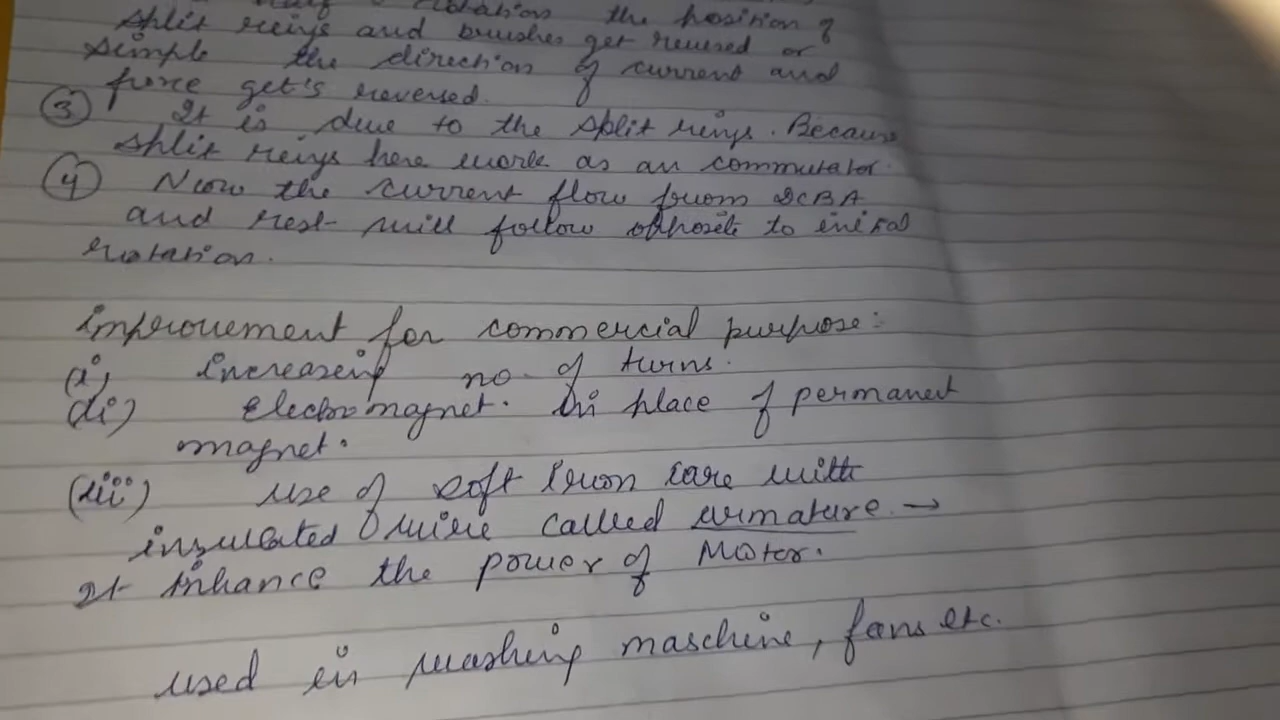 rotation the position of
split rings and brushes get reversed or
simple the direction of current and
force get's reversed.
③ It is due to the split rings. Because
split rings here work as an commutator.
④ Now the current flow from DCBA
and rest will follow opposite to initial
rotation.
Improvement for commercial purpose:
(i) Increasing no. of turns.
(ii) Electromagnet. In place of permanent
magnet.
(iii) use of soft Iron core with
insulated wire called armature →
It Enhance the power of Motor.
used in washing maschine, fans etc.